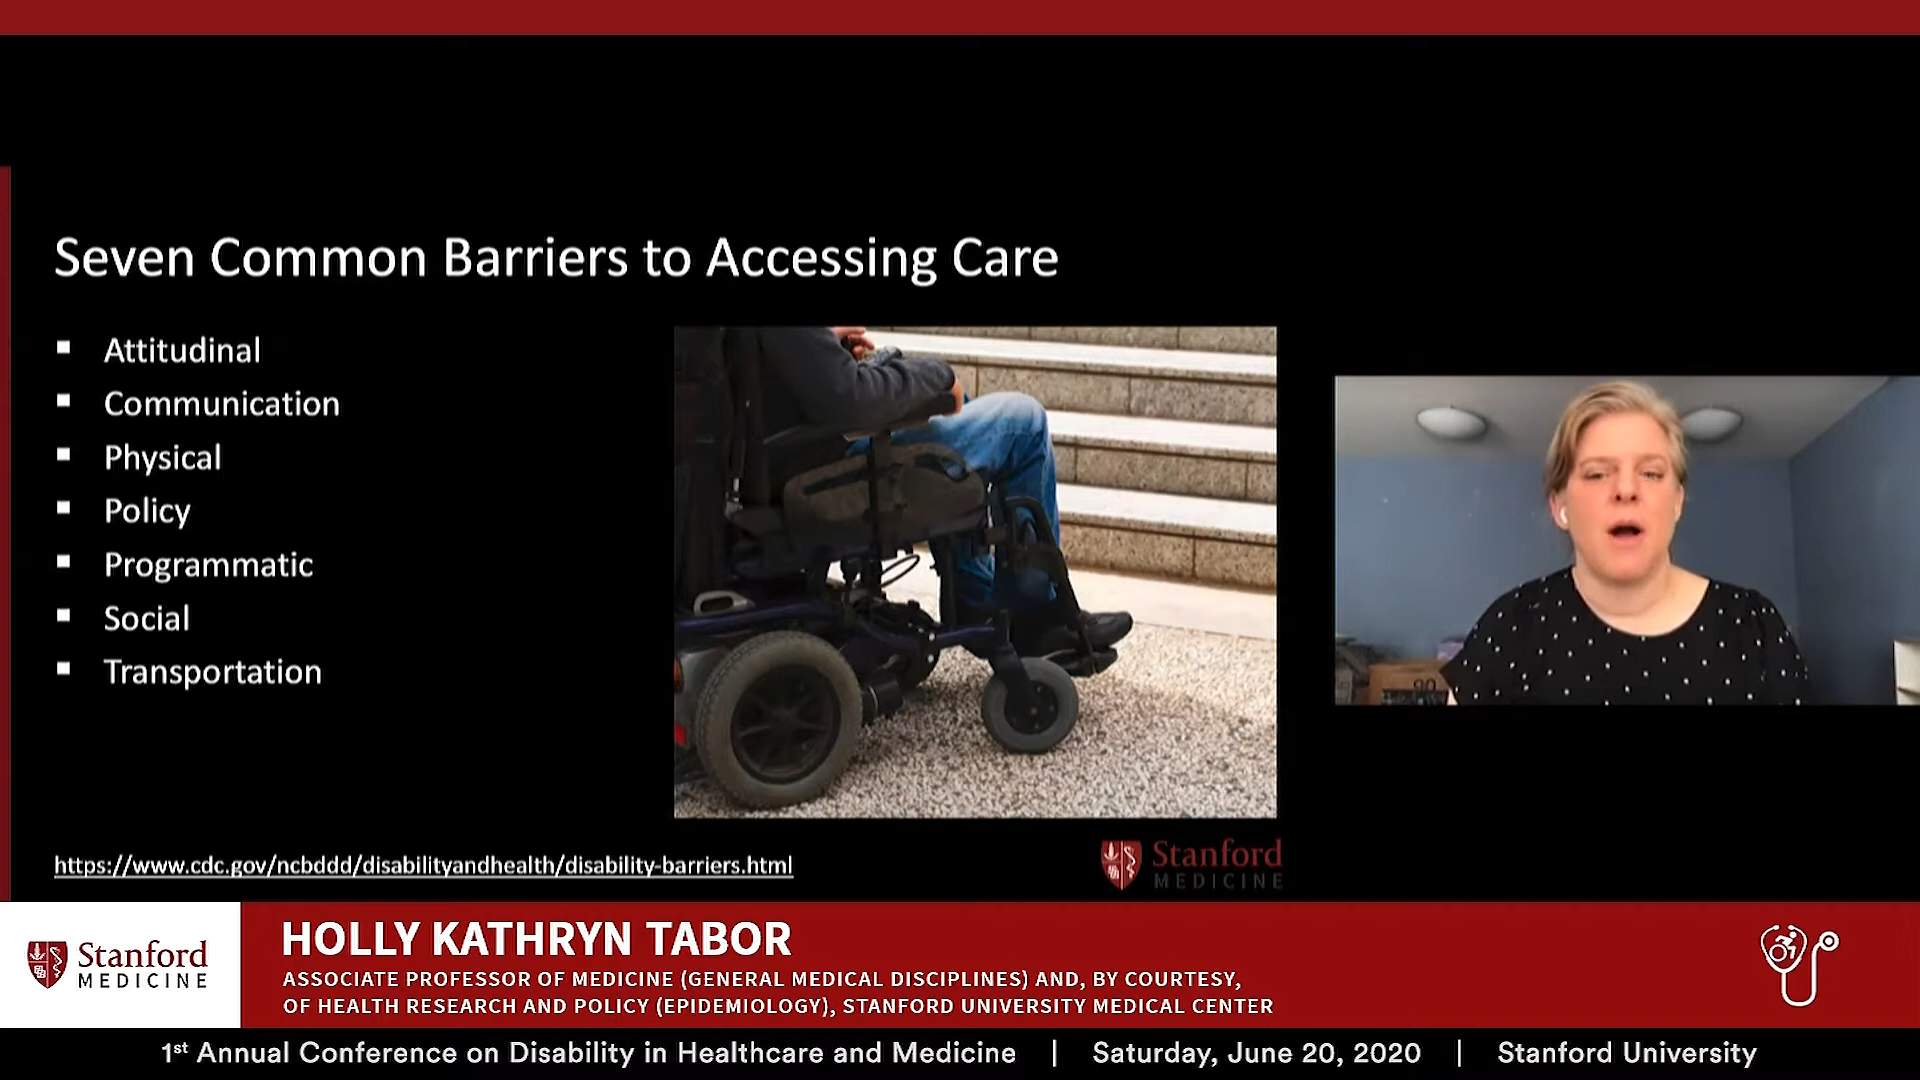 Seven Common Barriers to Accessing Care
Attitudinal
Communication
Physical
Policy
Programmatic
Social
Transportation
https://www.cdc.gov/ncbddd/disabilityandhealth/disability-barriers.html
Stanford
MEDICINE
Stanford
MEDICINE
HOLLY KATHRYN TABOR
ASSOCIATE PROFESSOR OF MEDICINE (GENERAL MEDICAL DISCIPLINES) AND, BY COURTESY,
OF HEALTH RESEARCH AND POLICY (EPIDEMIOLOGY), STANFORD UNIVERSITY MEDICAL CENTER
1st Annual Conference on Disability in Healthcare and Medicine | Saturday, June 20, 2020 | Stanford University